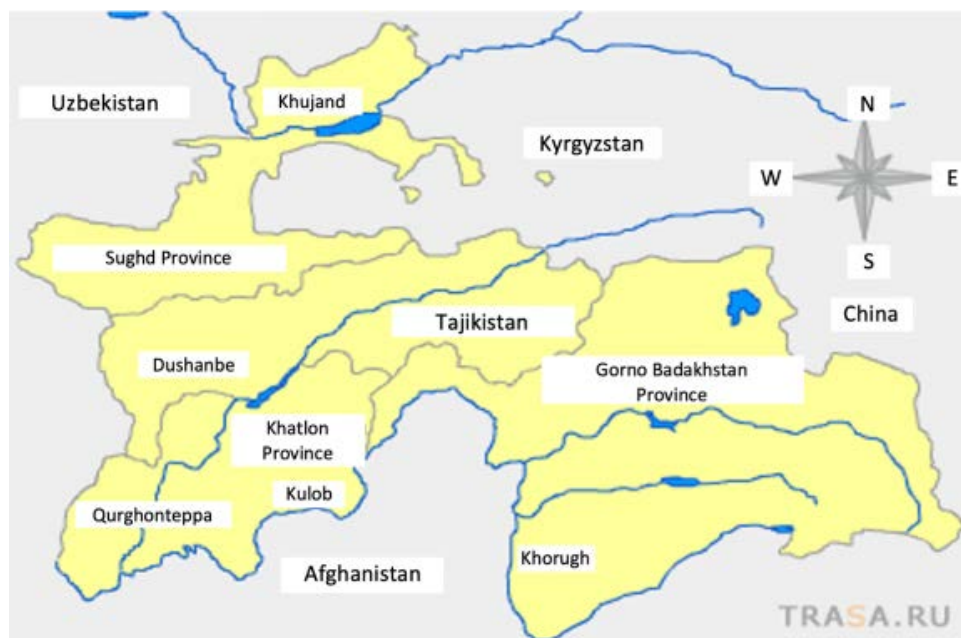 Khujand
Uzbekistan
N
Kyrgyzstan
W
E
Sughd Province
S
China
Tajikistan
Dushanbe
Gorno Badakhstan
Province
Khatlon
Province
Kulob
Qurghonteppa
Khorugh
Afghanistan
TRASA.RU